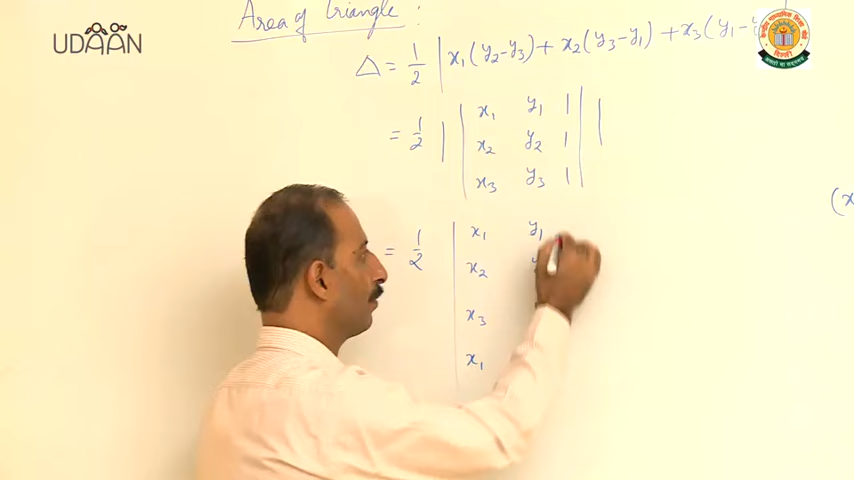 Area of triangle :
UDAAN
Δ = 1/2 | x₁(y₂-y₃) + x₂(y₃-y₁) + x₃(y₁-
= 1/2 | | x₁ y₁ 1 | |
x₂ y₂ 1
x₃ y₃ 1
(x
= 1/2 | x₁ y₁
x₂
x₃
x₁